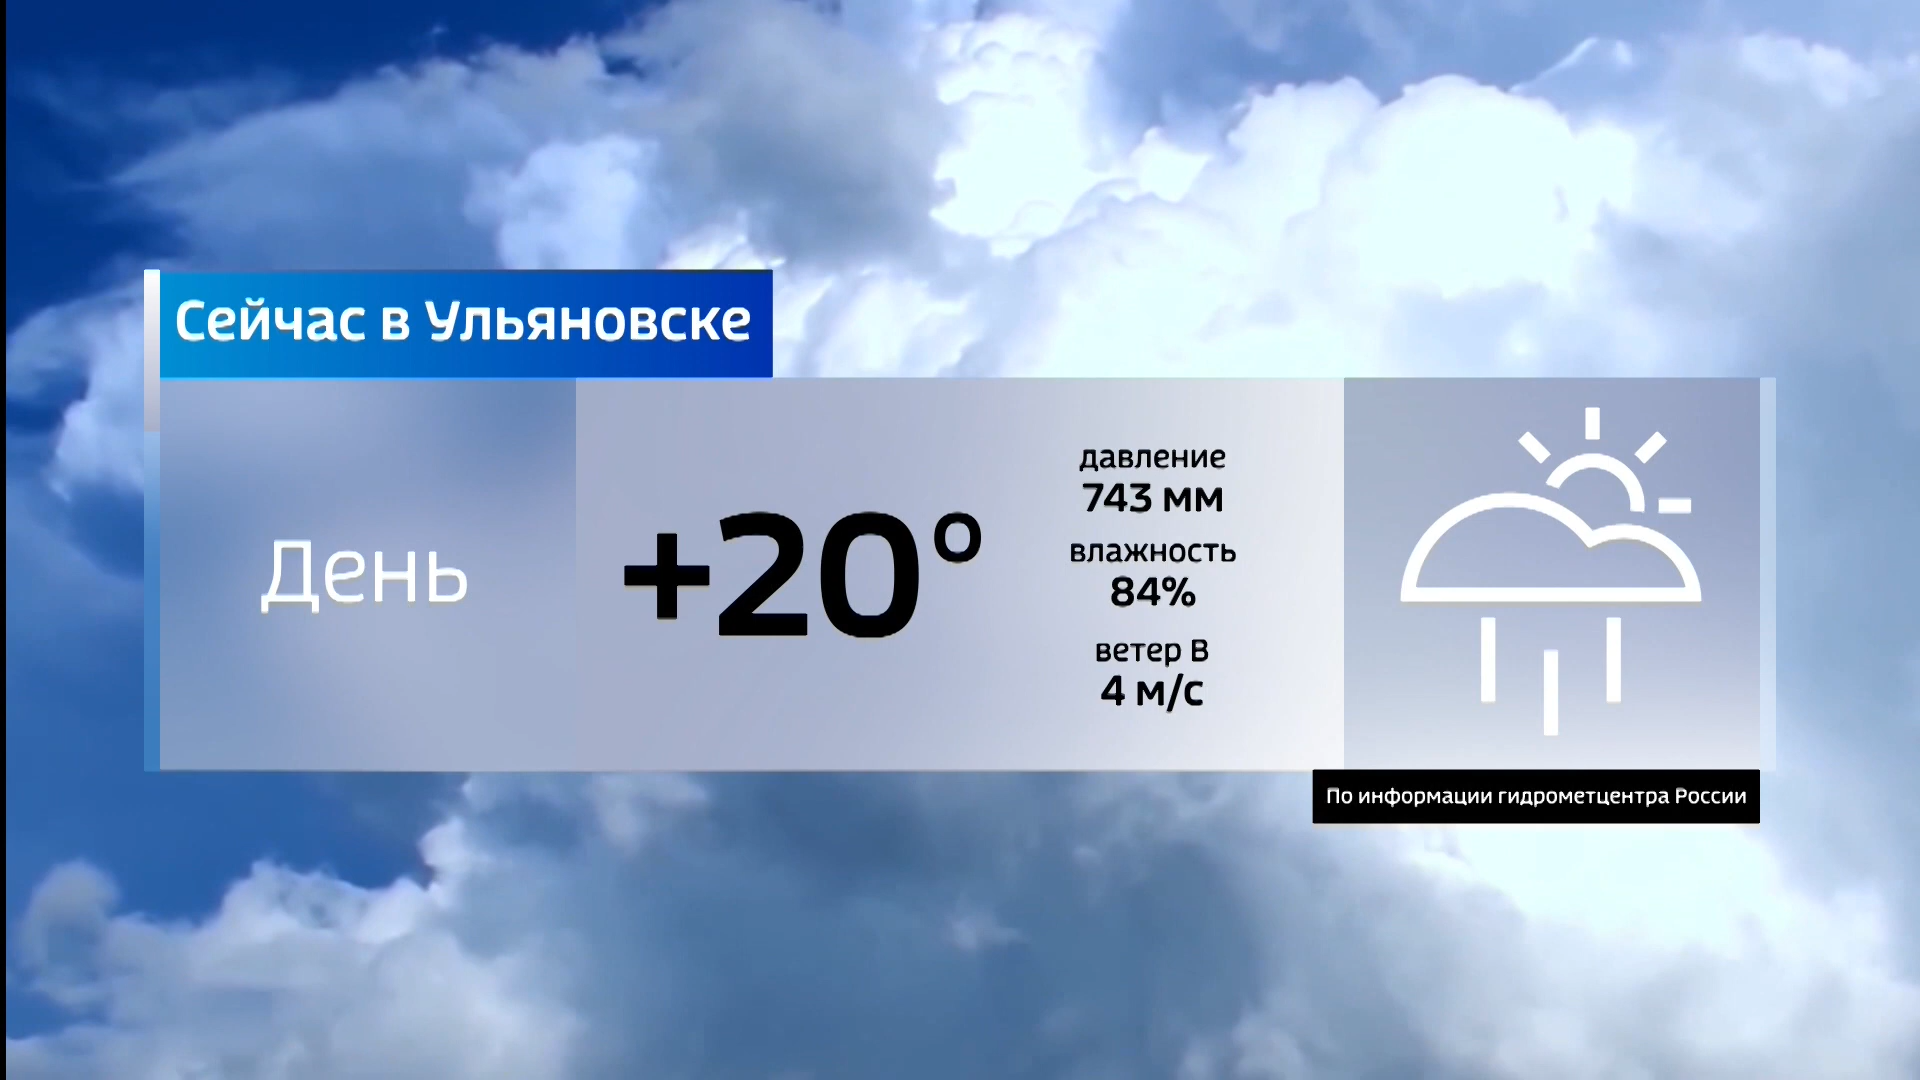 Сейчас в Ульяновске
День
+20°
давление
743 мм
влажность
84%
ветер В
4 м/с
По информации гидрометцентра России